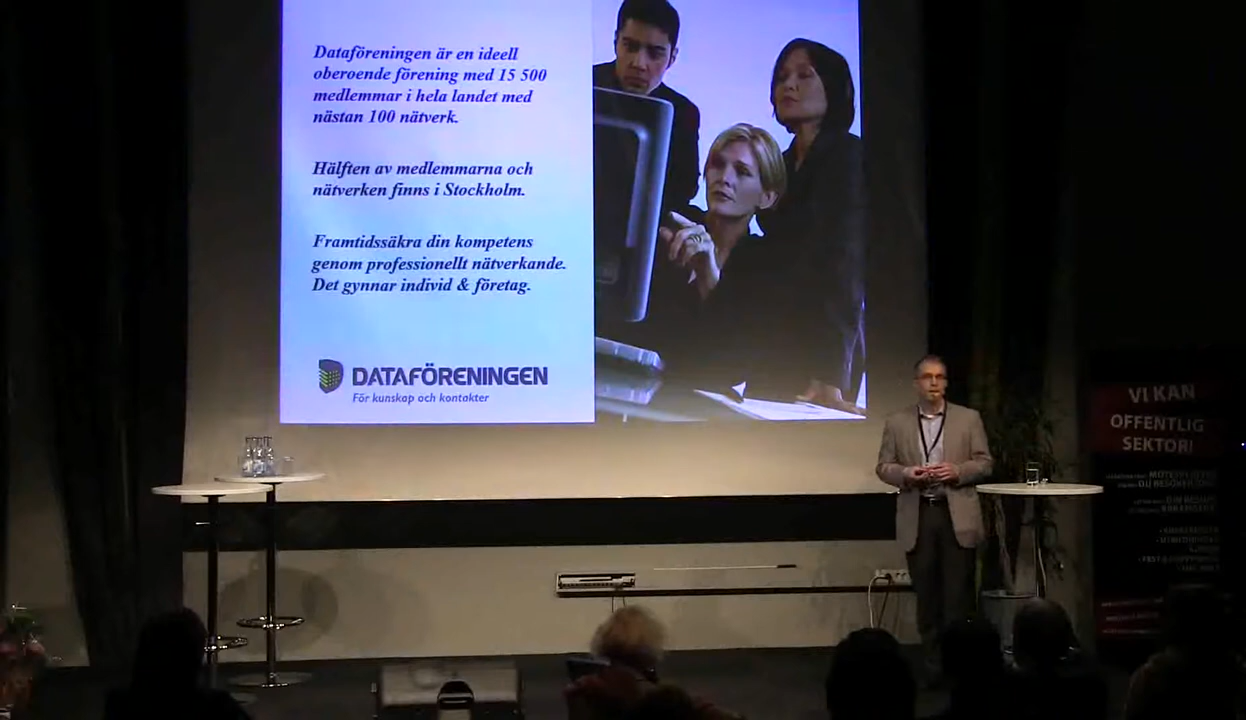 Dataföreningen är en ideell
oberoende förening med 15 500
medlemmar i hela landet med
nästan 100 nätverk.
Hälften av medlemmarna och
nätverken finns i Stockholm.
Framtidssäkra din kompetens
genom professionellt nätverkande.
Det gynnar individ & företag.
DATAFÖRENINGEN
För kunskap och kontakter
VI KAN
OFFENTLIG
SEKTOR!